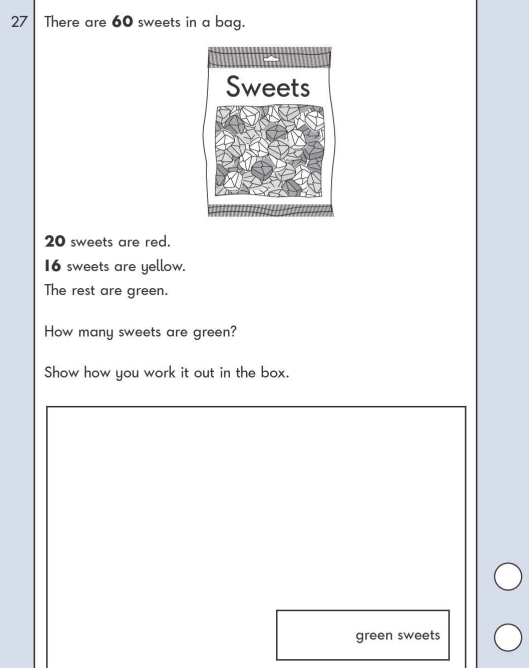 27 There are 60 sweets in a bag.
Sweets
20 sweets are red.
16 sweets are yellow.
The rest are green.
How many sweets are green?
Show how you work it out in the box.
green sweets